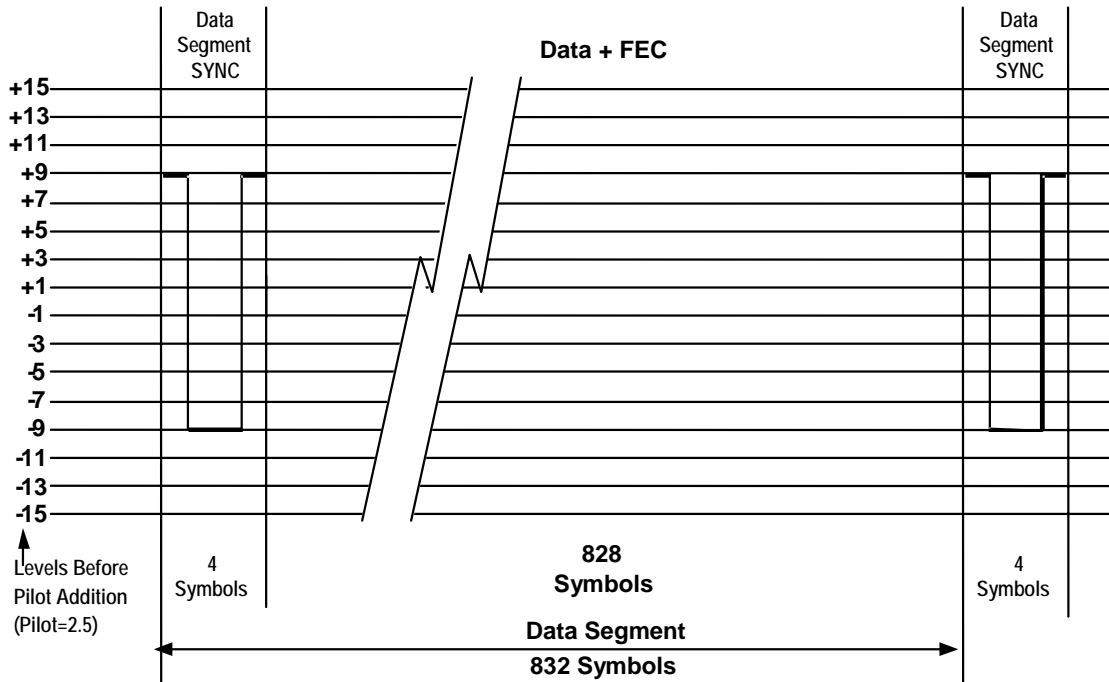 Data
Segment
SYNC
Data + FEC
Data
Segment
SYNC
+15
+13
+11
+9
+7
+5
+3
+1
-1
-3
-5
-7
-9
-11
-13
-15
Levels Before
Pilot Addition
(Pilot=2.5)
4
Symbols
828
Symbols
4
Symbols
Data Segment
832 Symbols